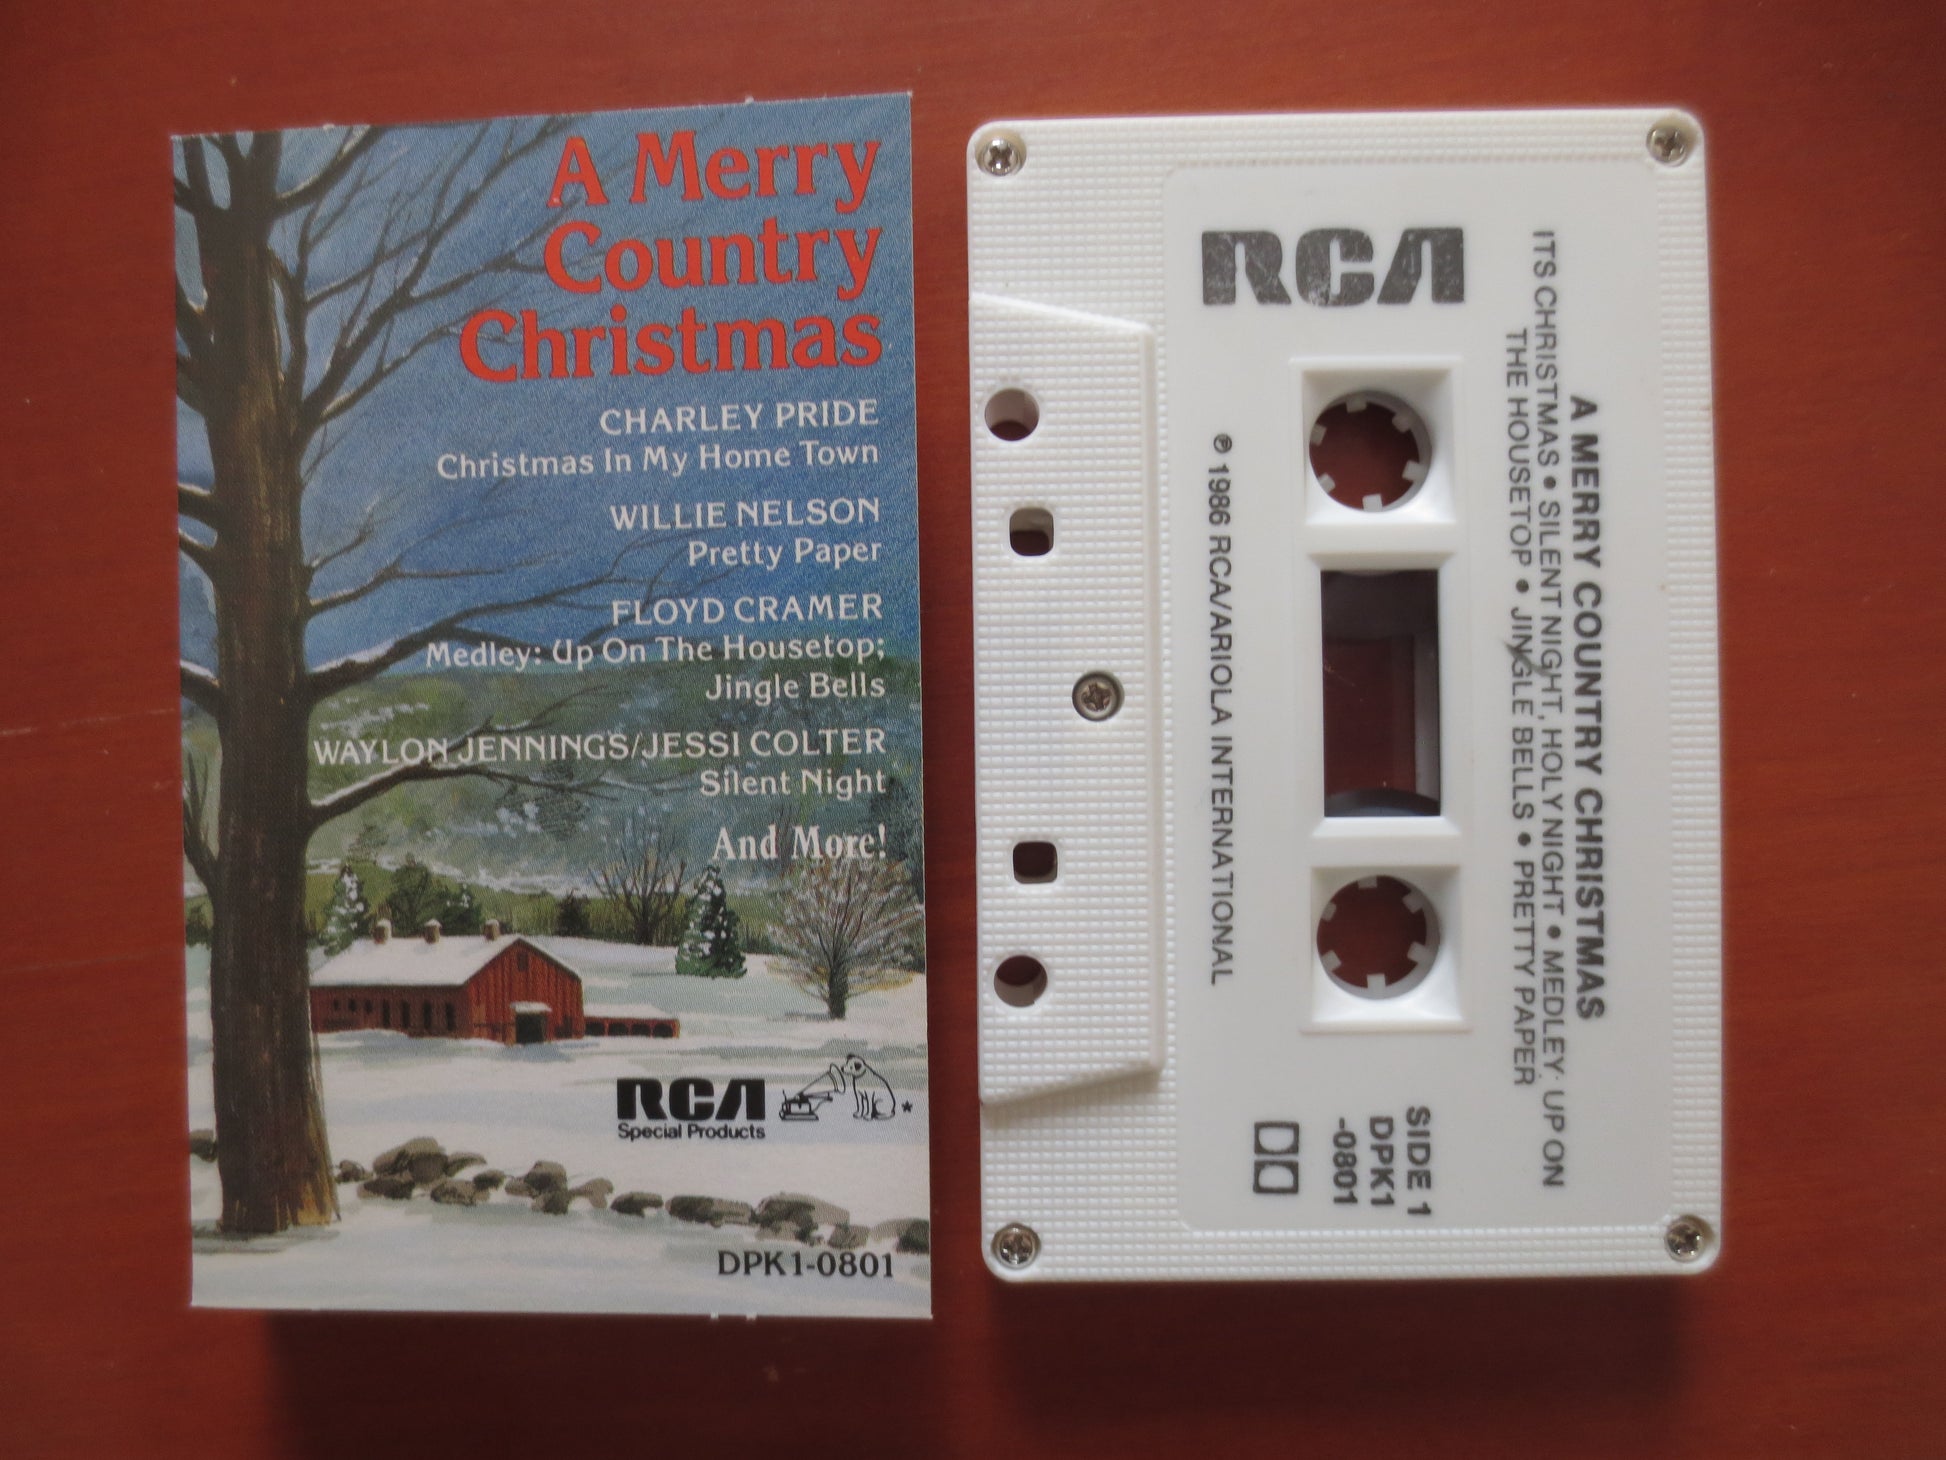 A Merry
Country
Christmas
CHARLEY PRIDE
Christmas In My Home Town
WILLIE NELSON
Pretty Paper
FLOYD CRAMER
Medley: Up On The Housetop;
Jingle Bells
WAYLON JENNINGS/JESSI COLTER
Silent Night
And More!
RCA
Special Products
DPK1-0801
RCA
A MERRY COUNTRY CHRISTMAS
ITS CHRISTMAS • SILENT NIGHT, HOLY NIGHT • MEDLEY: UP ON
THE HOUSETOP • JINGLE BELLS • PRETTY PAPER
SIDE 1
DPK1
-0801
℗ 1986 RCA/ARIOLA INTERNATIONAL